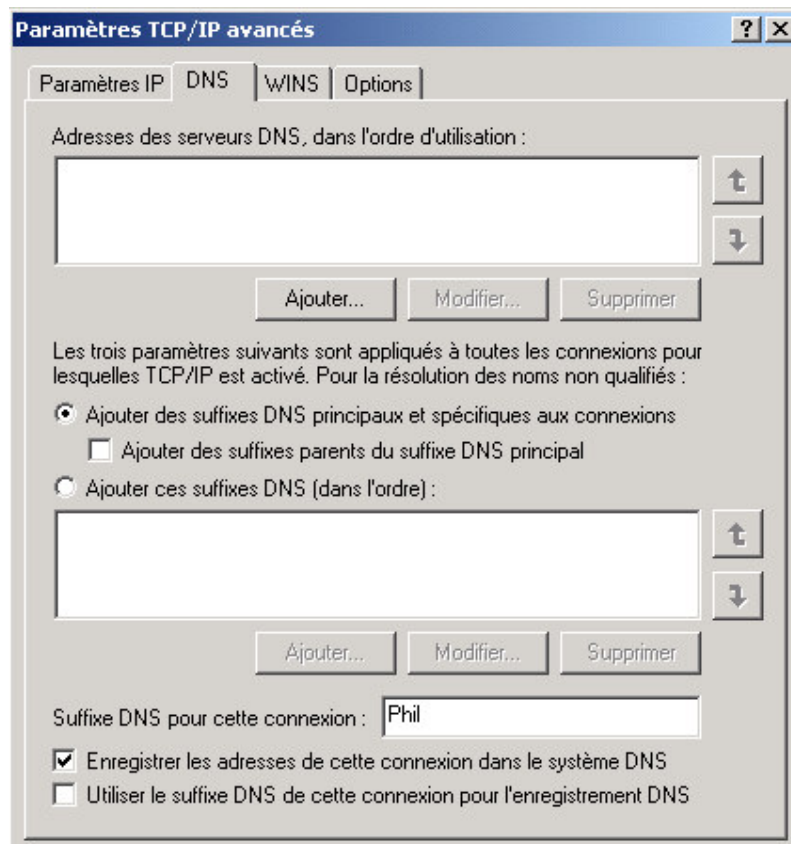 Paramètres TCP/IP avancés
Paramètres IP DNS WINS Options
Adresses des serveurs DNS, dans l'ordre d'utilisation :
Ajouter... Modifier... Supprimer
Les trois paramètres suivants sont appliqués à toutes les connexions pour
lesquelles TCP/IP est activé. Pour la résolution des noms non qualifiés :
Ajouter des suffixes DNS principaux et spécifiques aux connexions
Ajouter des suffixes parents du suffixe DNS principal
Ajouter ces suffixes DNS (dans l'ordre) :
Ajouter... Modifier... Supprimer
Suffixe DNS pour cette connexion : Phil
Enregistrer les adresses de cette connexion dans le système DNS
Utiliser le suffixe DNS de cette connexion pour l'enregistrement DNS